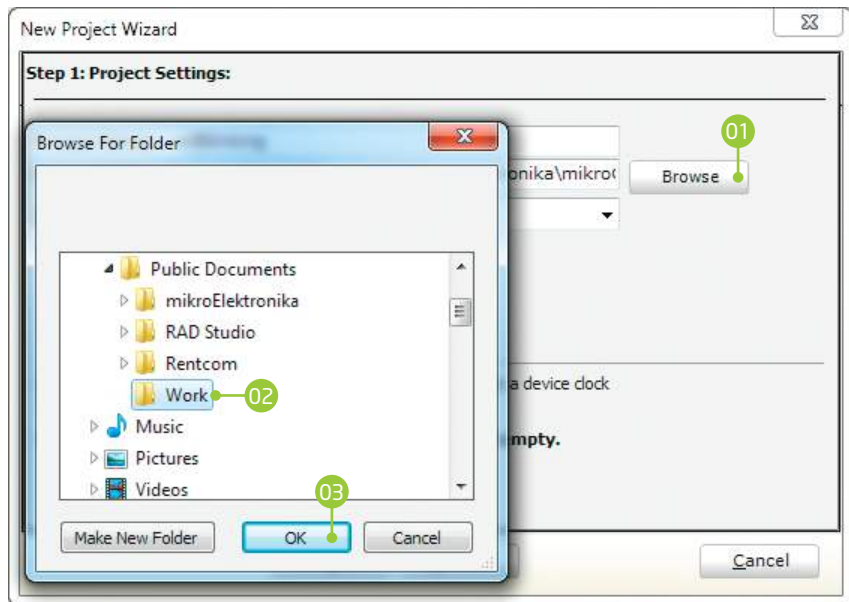 New Project Wizard
Step 1: Project Settings:
Browse For Folder
01
onika\mikro
Browse
Public Documents
mikroElektronika
RAD Studio
Rentcom
Work
02
a device clock
Music
mpty.
Pictures
Videos
03
Make New Folder
OK
Cancel
Cancel